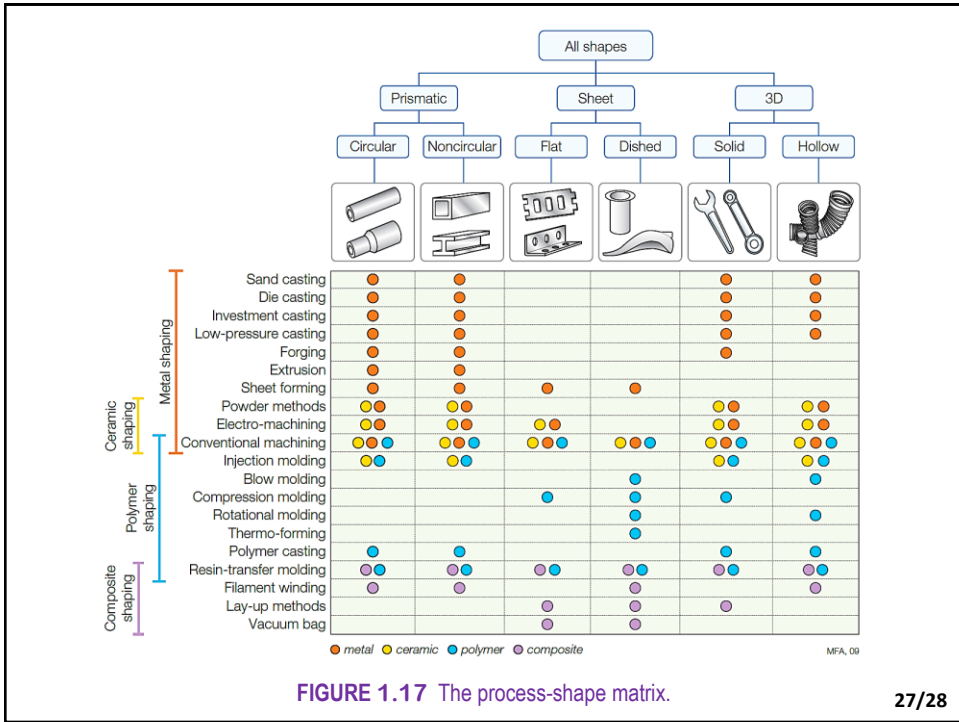 All shapes
Prismatic Sheet 3D
Circular Noncircular Flat Dished Solid Hollow
Metal shaping
Ceramic shaping
Polymer shaping
Composite shaping
Sand casting
Die casting
Investment casting
Low-pressure casting
Forging
Extrusion
Sheet forming
Powder methods
Electro-machining
Conventional machining
Injection molding
Blow molding
Compression molding
Rotational molding
Thermo-forming
Polymer casting
Resin-transfer molding
Filament winding
Lay-up methods
Vacuum bag
metal ceramic polymer composite
MFA, 09
FIGURE 1.17 The process-shape matrix.
27/28